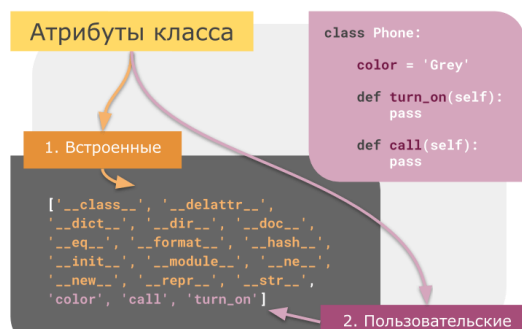 Атрибуты класса
class Phone:
color = 'Grey'
def turn_on(self):
pass
def call(self):
pass
1. Встроенные
['__class__', '__delattr__',
'__dict__', '__dir__', '__doc__',
'__eq__', '__format__', '__hash__',
'__init__', '__module__', '__ne__',
'__new__', '__repr__', '__str__',
'color', 'call', 'turn_on']
2. Пользовательские